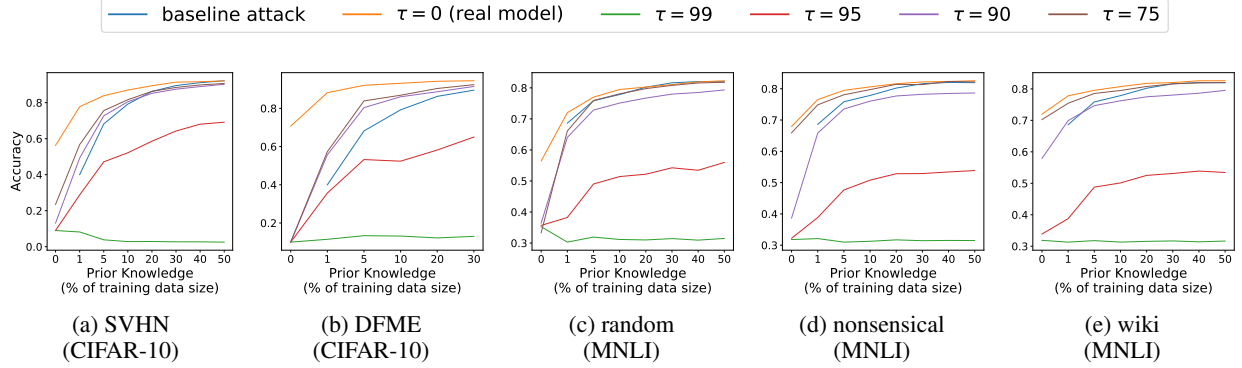 baseline attack τ = 0 (real model) τ = 99 τ = 95 τ = 90 τ = 75
Accuracy
0.8
0.6
0.4
0.2
0.0
0 1 5 10 20 30 40 50
Prior Knowledge
(% of training data size)
(a) SVHN
(CIFAR-10)
0.8
0.6
0.4
0.2
0 1 5 10 20 30
Prior Knowledge
(% of training data size)
(b) DFME
(CIFAR-10)
0.8
0.7
0.6
0.5
0.4
0.3
0 1 5 10 20 30 40 50
Prior Knowledge
(% of training data size)
(c) random
(MNLI)
0.8
0.7
0.6
0.5
0.4
0.3
0 1 5 10 20 30 40 50
Prior Knowledge
(% of training data size)
(d) nonsensical
(MNLI)
0.8
0.7
0.6
0.5
0.4
0.3
0 1 5 10 20 30 40 50
Prior Knowledge
(% of training data size)
(e) wiki
(MNLI)